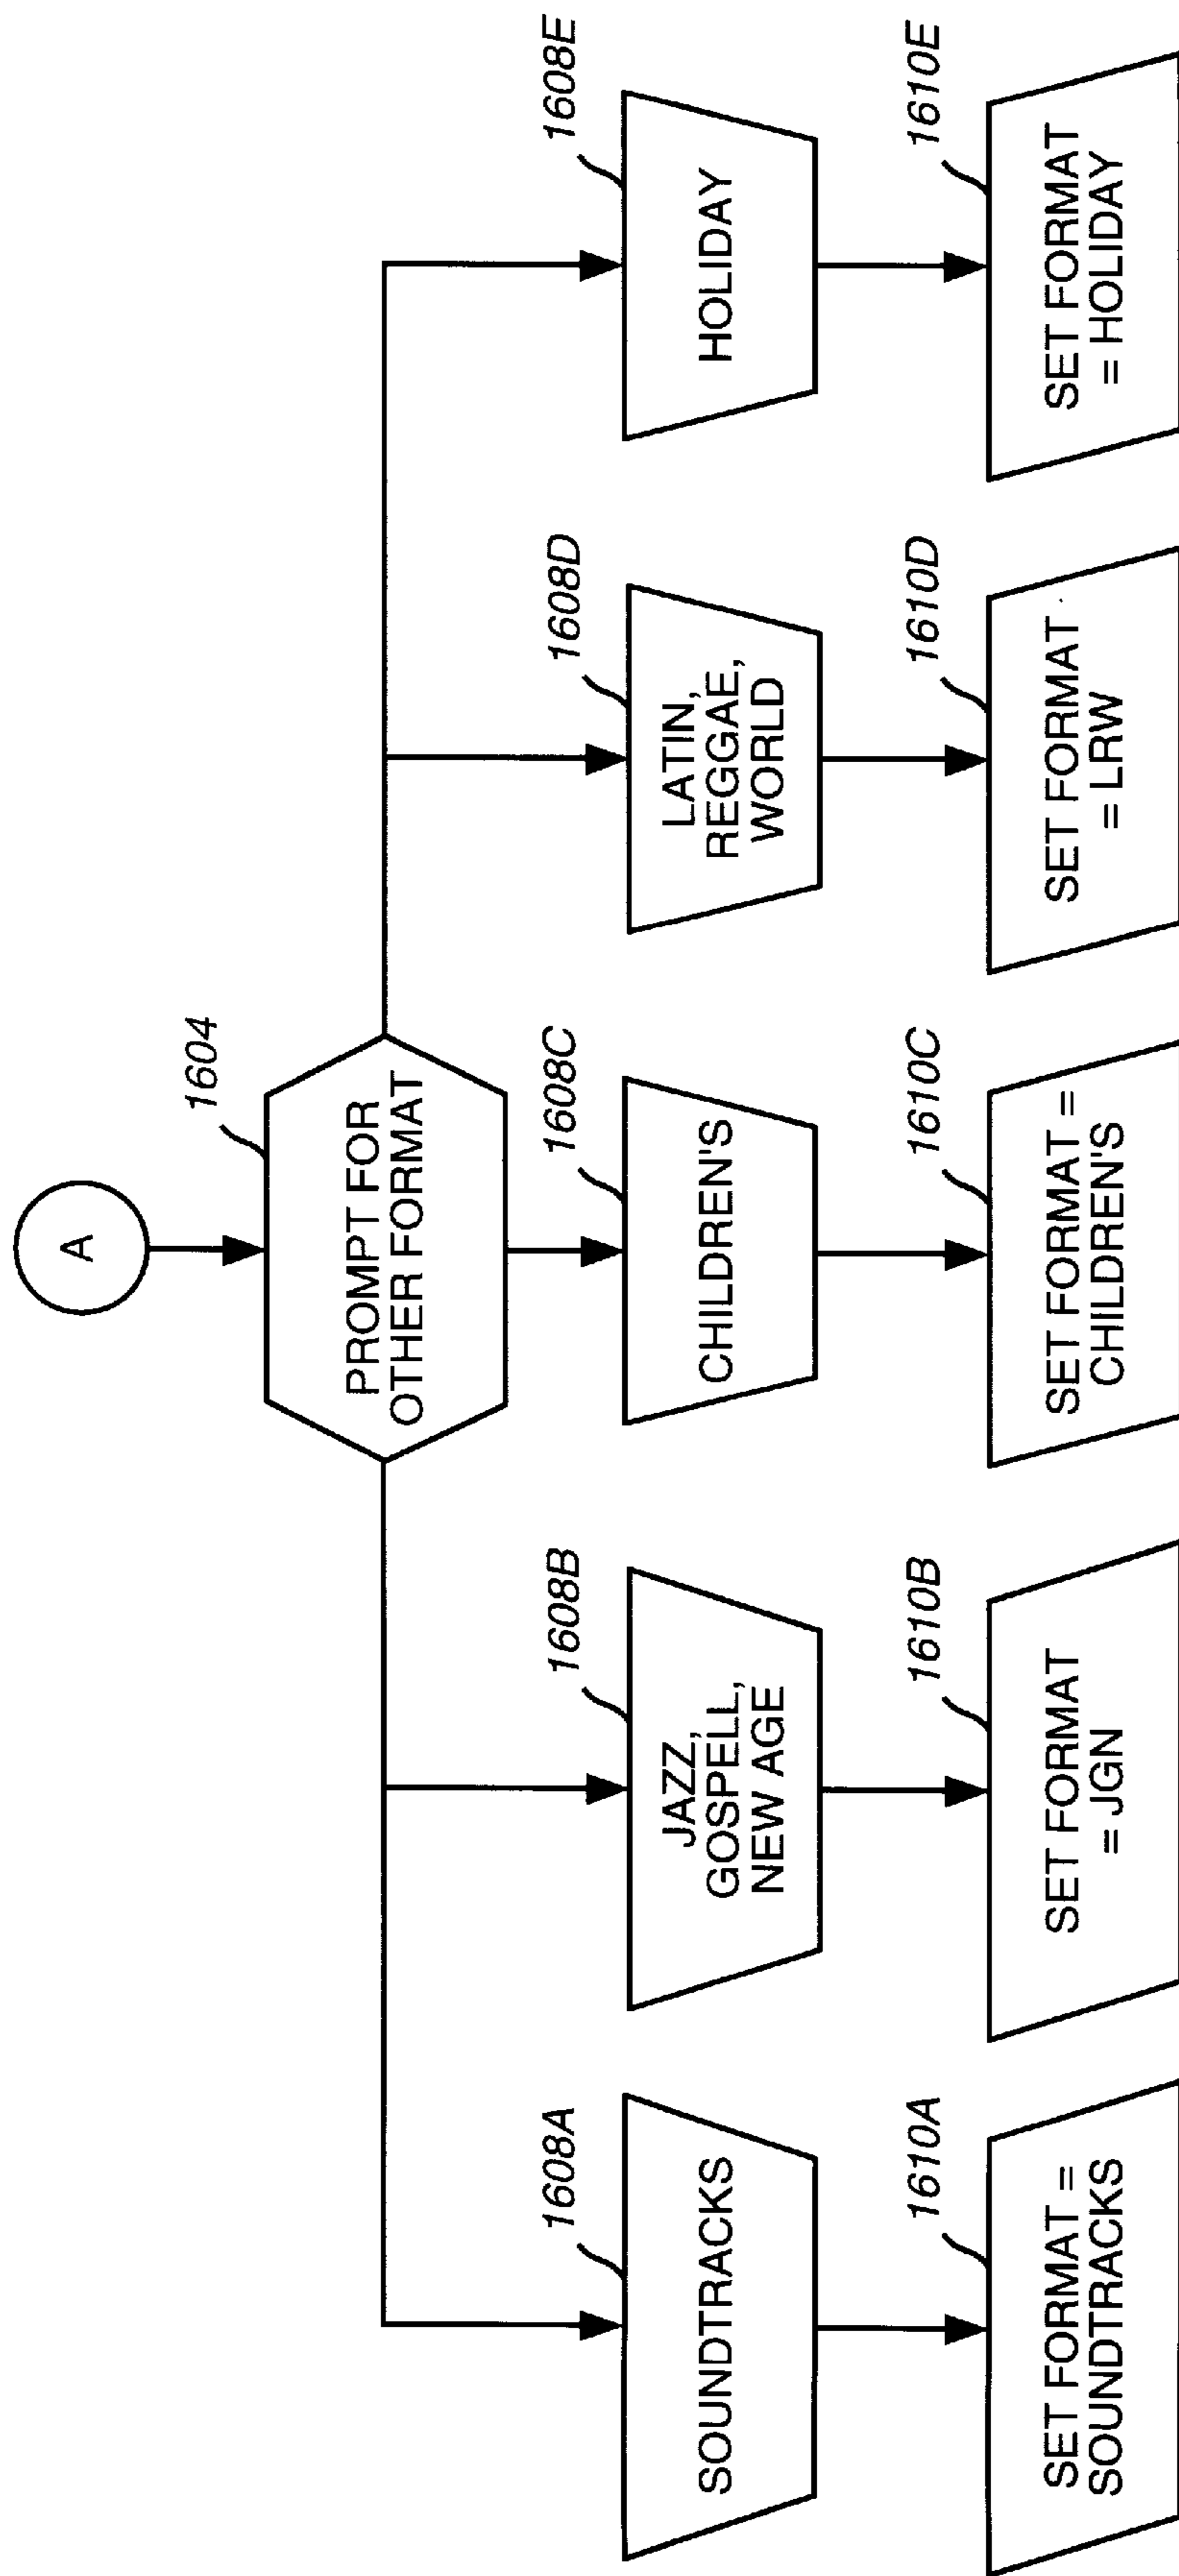 A
1604
PROMPT FOR
OTHER FORMAT
1608A
SOUNDTRACKS
1608B
JAZZ,
GOSPELL,
NEW AGE
1608C
CHILDREN'S
1608D
LATIN,
REGGAE,
WORLD
1608E
HOLIDAY
1610A
SET FORMAT =
SOUNDTRACKS
1610B
SET FORMAT
= JGN
1610C
SET FORMAT =
CHILDREN'S
1610D
SET FORMAT
= LRW
1610E
SET FORMAT
= HOLIDAY